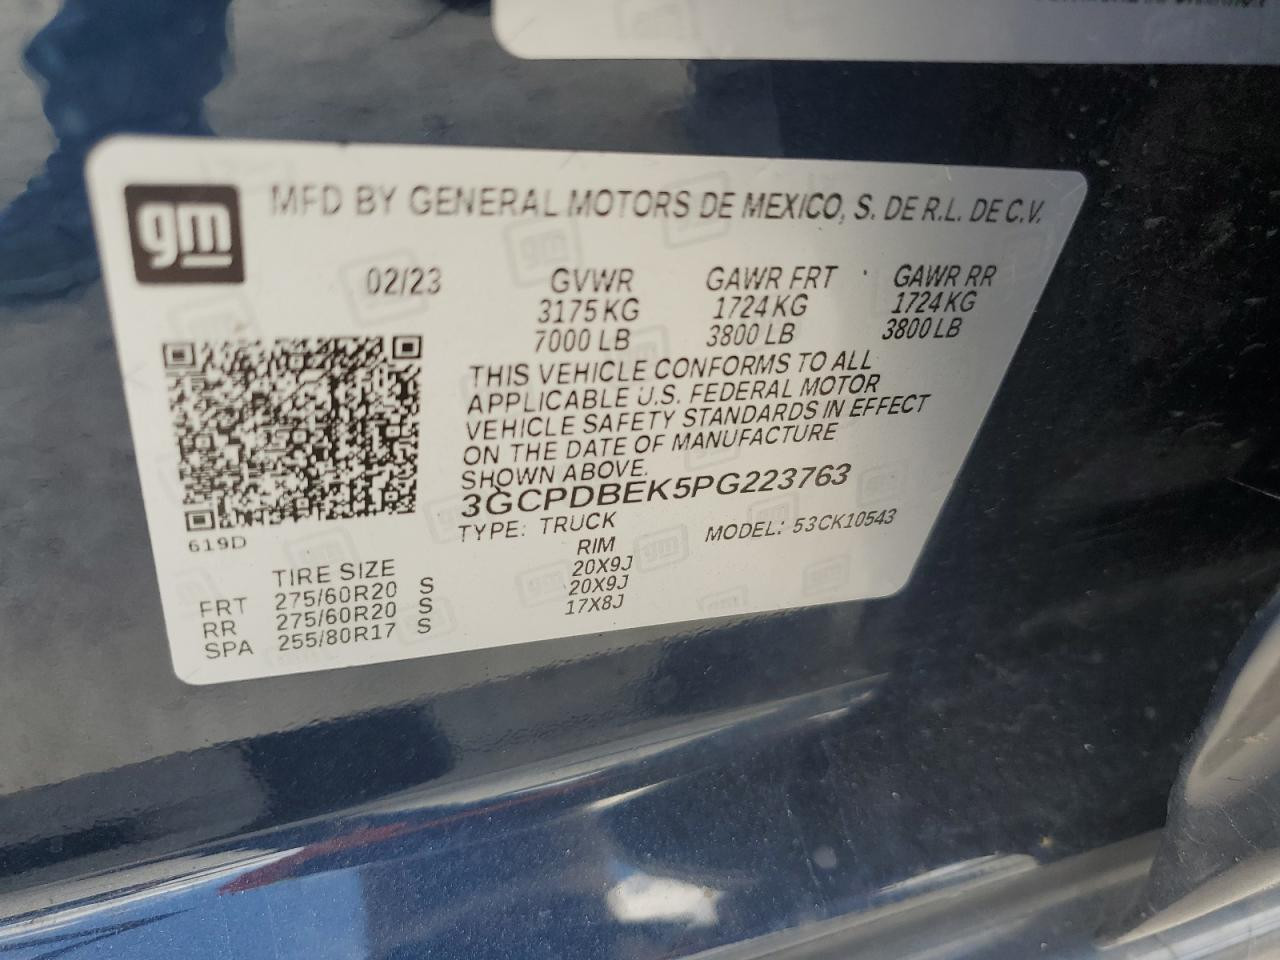 gm
MFD BY GENERAL MOTORS DE MEXICO, S. DE R.L. DE C.V.
02/23 GVWR GAWR FRT GAWR RR
3175 KG 1724 KG 1724 KG
7000 LB 3800 LB 3800 LB
THIS VEHICLE CONFORMS TO ALL
APPLICABLE U.S. FEDERAL MOTOR
VEHICLE SAFETY STANDARDS IN EFFECT
ON THE DATE OF MANUFACTURE
SHOWN ABOVE.
3GCPDBEK5PG223763
619D
TYPE: TRUCK MODEL: 53CK10543
TIRE SIZE RIM
FRT 275/60R20 S 20X9J
RR 275/60R20 S 20X9J
SPA 255/80R17 S 17X8J